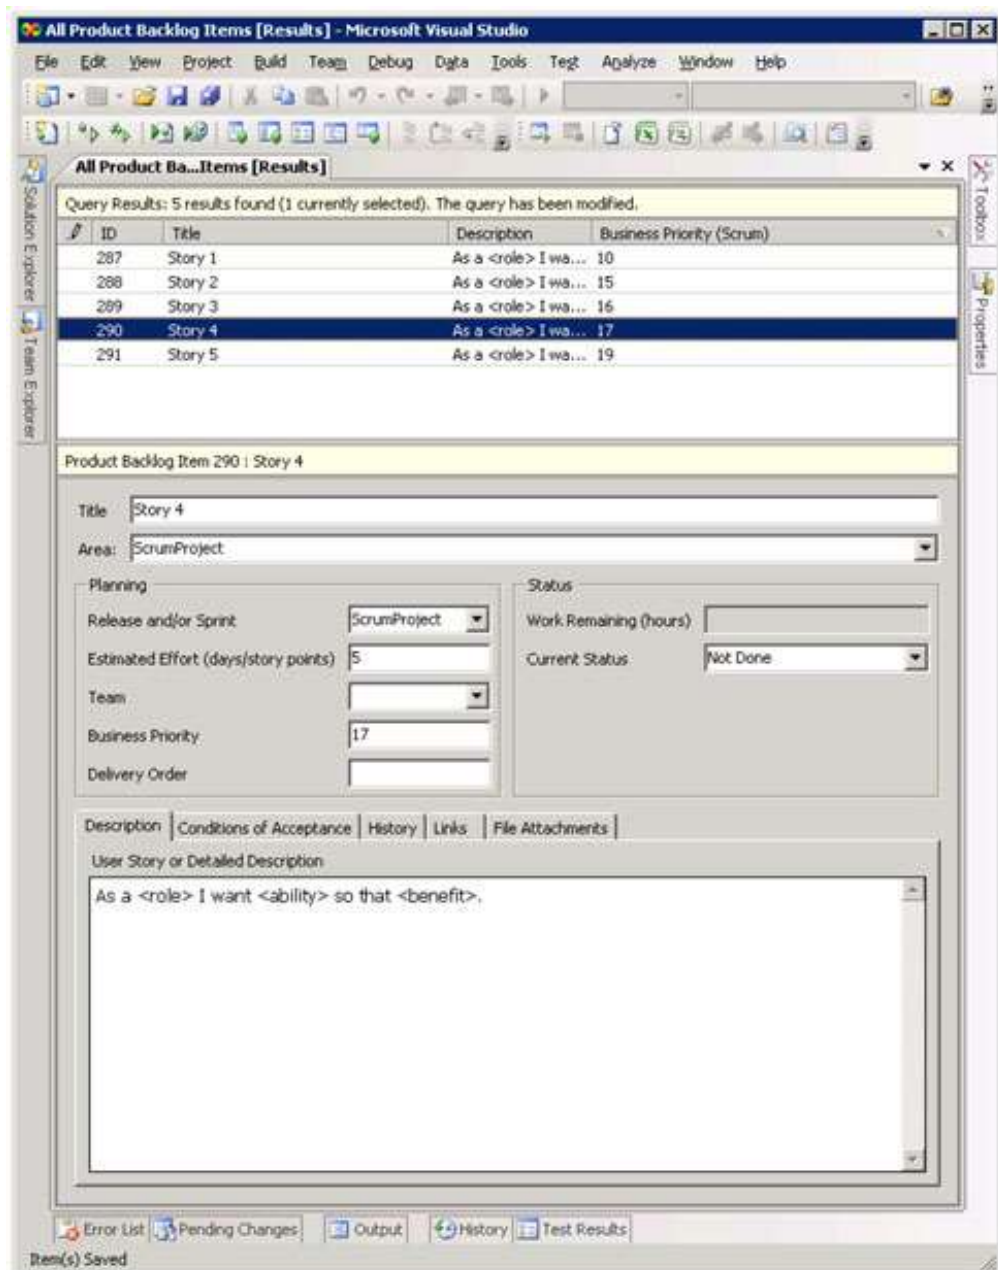 All Product Backlog Items [Results] - Microsoft Visual Studio
File Edit View Project Build Team Debug Data Tools Test Analyze Window Help
All Product Ba...Items [Results]
Query Results: 5 results found (1 currently selected). The query has been modified.
ID Title Description Business Priority (Scrum)
287 Story 1 As a <role> I wa... 10
288 Story 2 As a <role> I wa... 15
289 Story 3 As a <role> I wa... 16
290 Story 4 As a <role> I wa... 17
291 Story 5 As a <role> I wa... 19
Solution Explorer
Team Explorer
Toolbox
Properties
Product Backlog Item 290 : Story 4
Title Story 4
Area: ScrumProject
Planning
Release and/or Sprint ScrumProject
Estimated Effort (days/story points) 5
Team
Business Priority 17
Delivery Order
Status
Work Remaining (hours)
Current Status Not Done
Description Conditions of Acceptance History Links File Attachments
User Story or Detailed Description
As a <role> I want <ability> so that <benefit>.
Error List Pending Changes Output History Test Results
Item(s) Saved